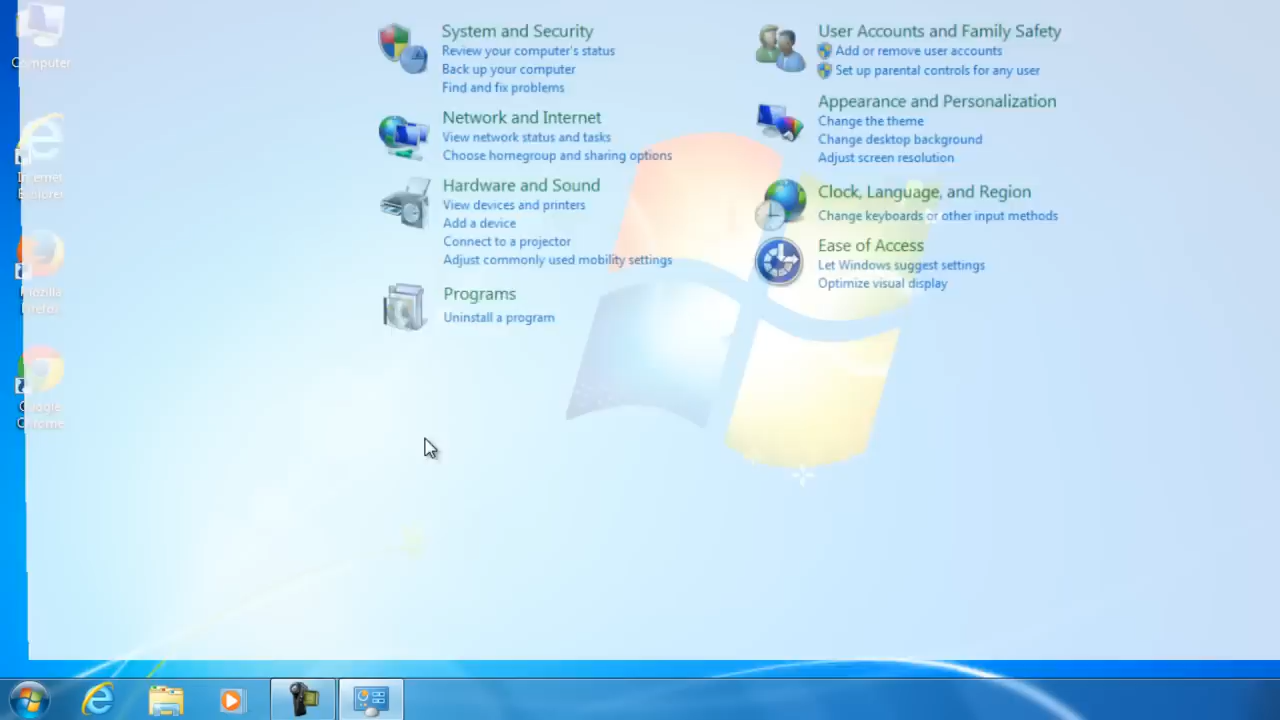 Computer
Internet
Explorer
Mozilla
Firefox
Google
Chrome
System and Security
Review your computer's status
Back up your computer
Find and fix problems
Network and Internet
View network status and tasks
Choose homegroup and sharing options
Hardware and Sound
View devices and printers
Add a device
Connect to a projector
Adjust commonly used mobility settings
Programs
Uninstall a program
User Accounts and Family Safety
Add or remove user accounts
Set up parental controls for any user
Appearance and Personalization
Change the theme
Change desktop background
Adjust screen resolution
Clock, Language, and Region
Change keyboards or other input methods
Ease of Access
Let Windows suggest settings
Optimize visual display